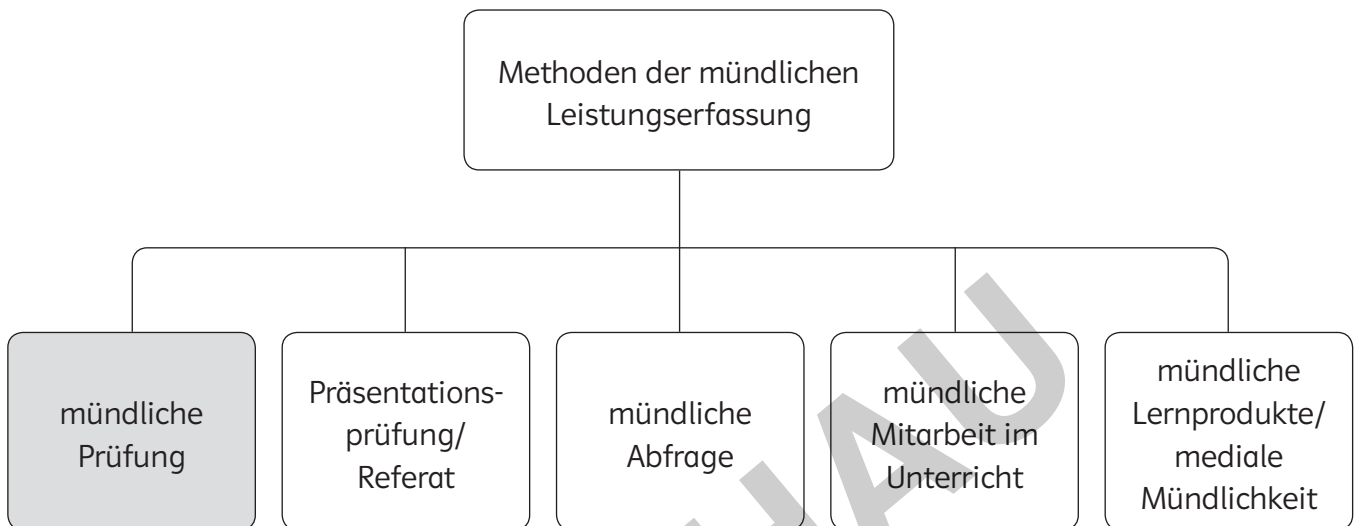 Methoden der mündlichen
Leistungserfassung
mündliche
Prüfung
Präsentations-
prüfung/
Referat
mündliche
Abfrage
mündliche
Mitarbeit im
Unterricht
mündliche
Lernprodukte/
mediale
Mündlichkeit
HAU